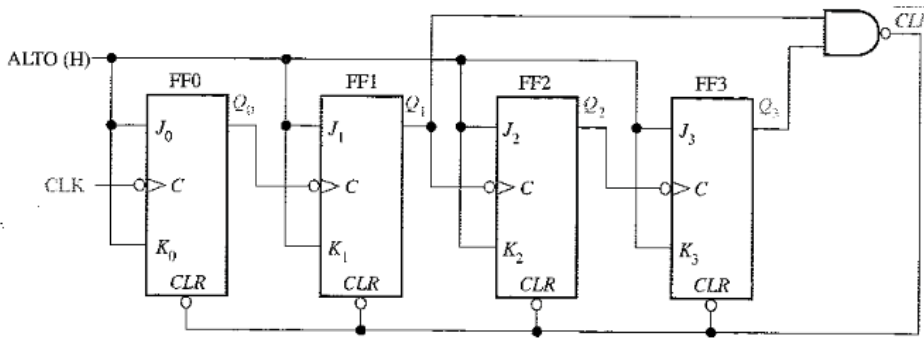 CLR
ALTO (H)
FF0 FF1 FF2 FF3
Q0 Q1 Q2 Q3
J0 J1 J2 J3
CLK C C C C
K0 K1 K2 K3
CLR CLR CLR CLR